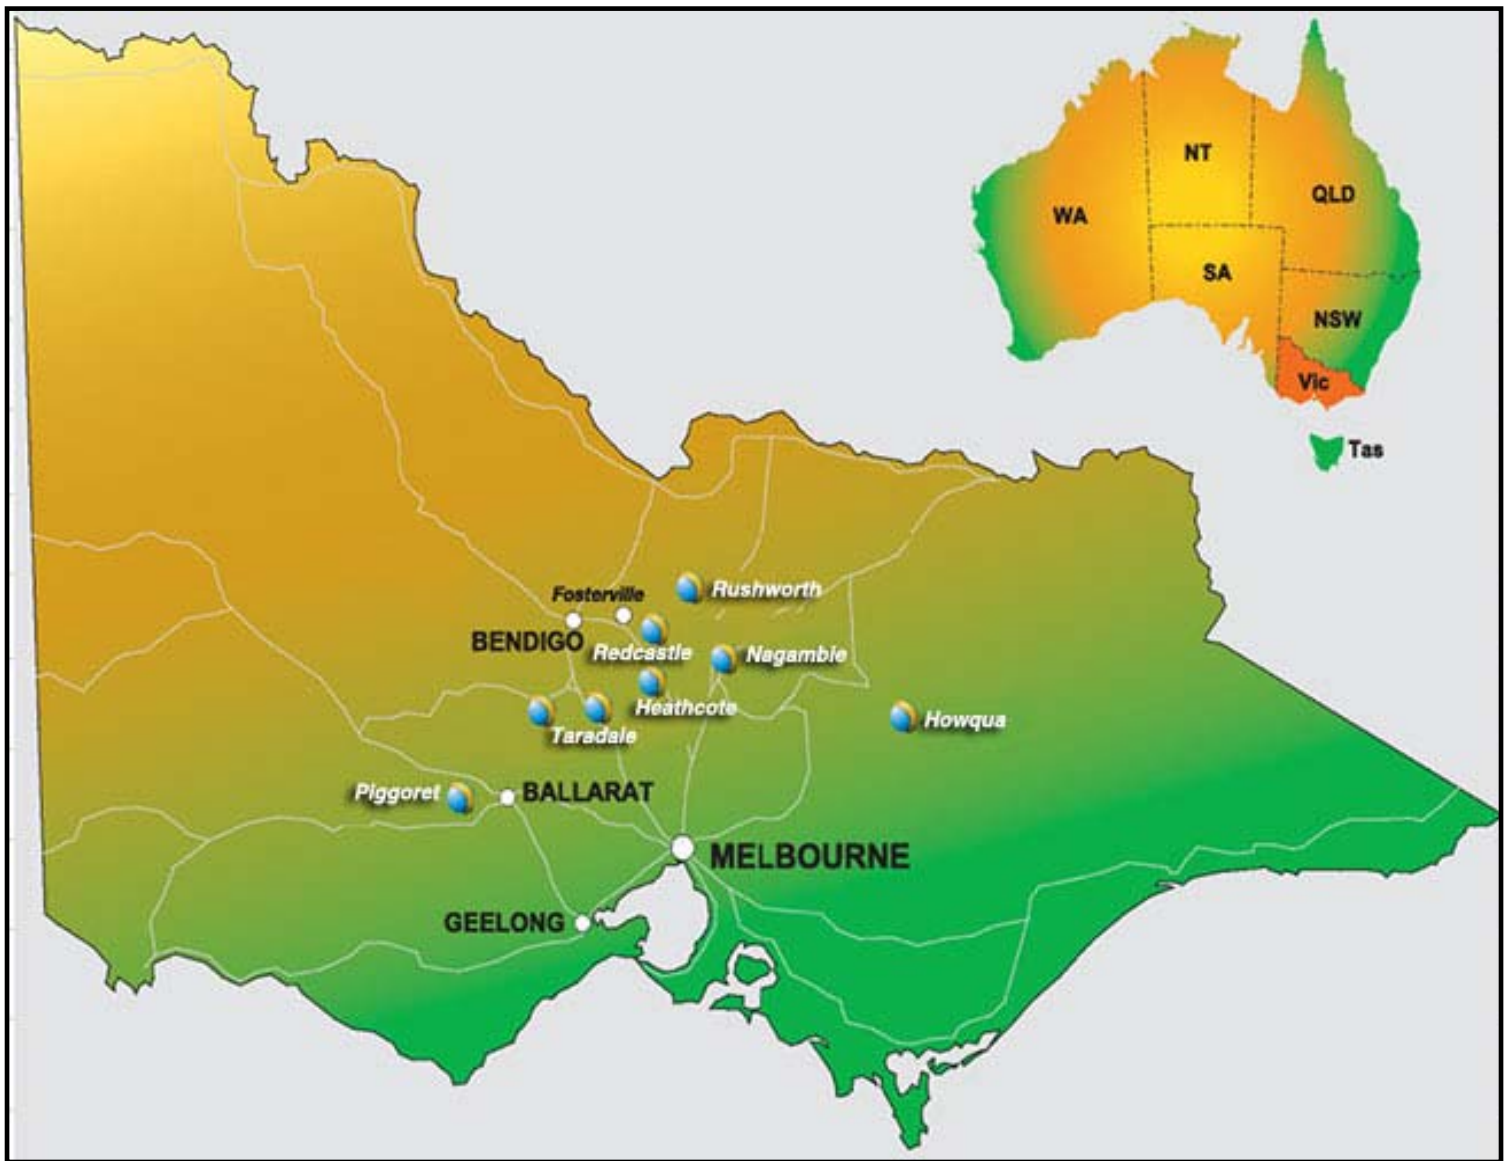 NT
QLD
WA
SA
NSW
Vic
Tas
Fosterville
Rushworth
BENDIGO
Redcastle
Nagambie
Heathcote
Taradale
Howqua
Piggoret
BALLARAT
MELBOURNE
GEELONG